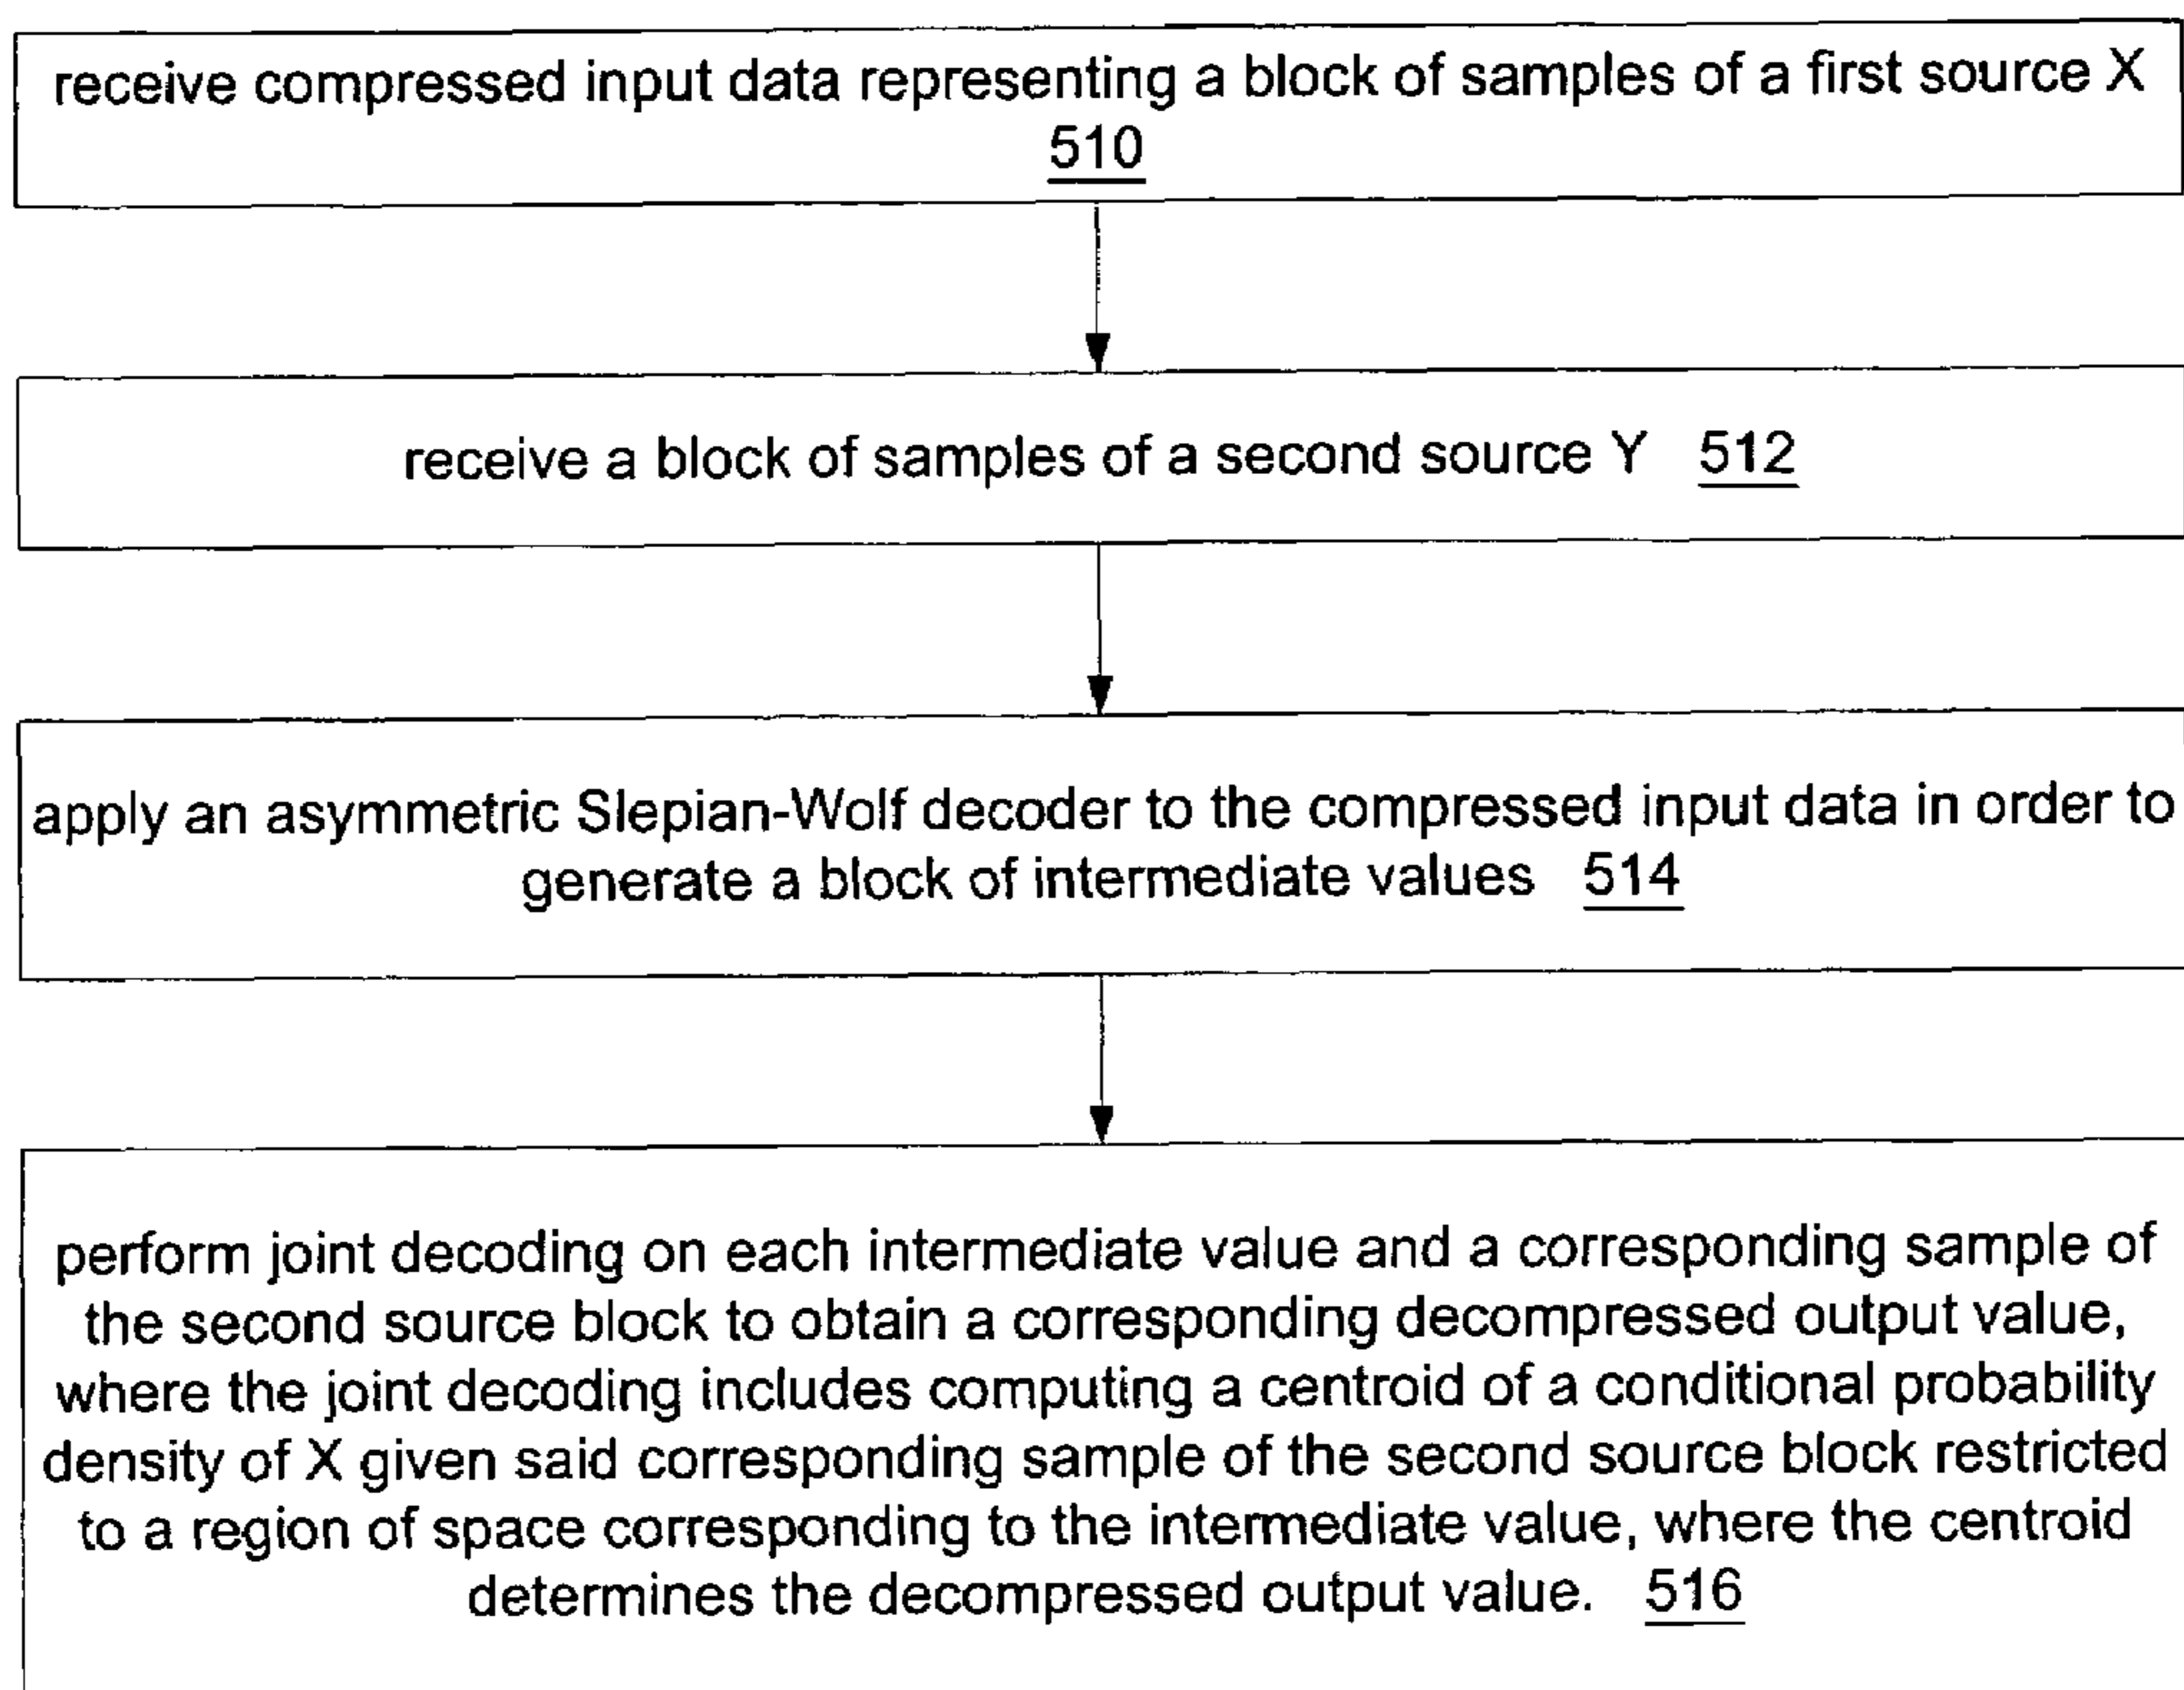 receive compressed input data representing a block of samples of a first source X
510
receive a block of samples of a second source Y 512
apply an asymmetric Slepian-Wolf decoder to the compressed input data in order to
generate a block of intermediate values 514
perform joint decoding on each intermediate value and a corresponding sample of
the second source block to obtain a corresponding decompressed output value,
where the joint decoding includes computing a centroid of a conditional probability
density of X given said corresponding sample of the second source block restricted
to a region of space corresponding to the intermediate value, where the centroid
determines the decompressed output value. 516